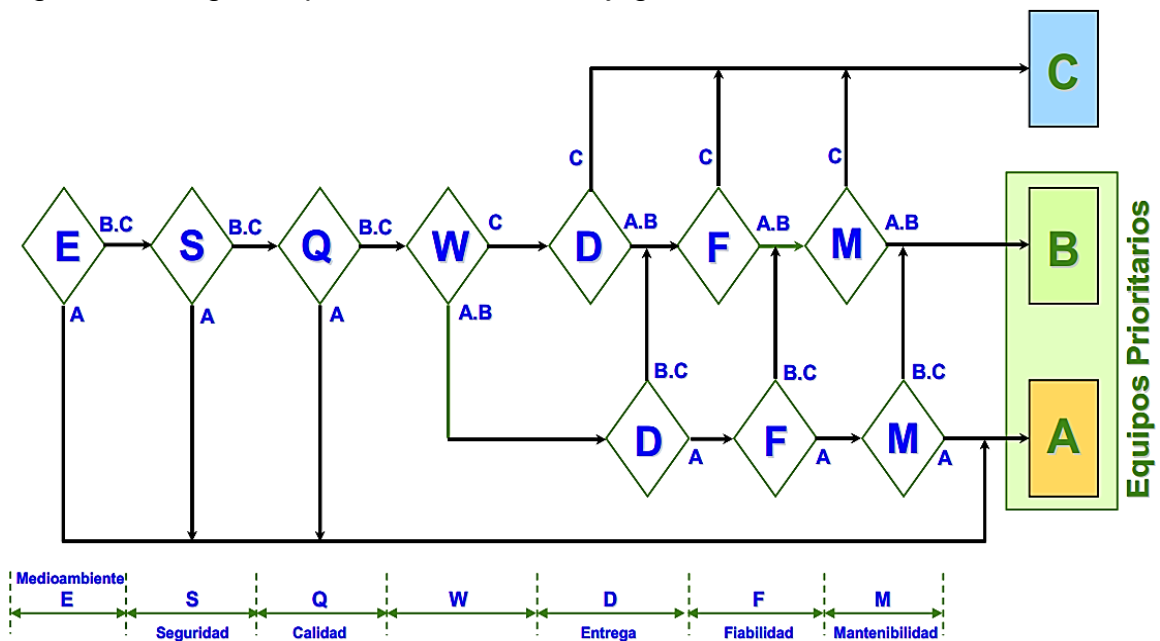 C
C
C
C
B.C
B.C
B.C
C
A.B
A.B
A.B
E
S
Q
W
D
F
M
B
A
A
A
A.B
B.C
B.C
B.C
D
F
M
A
A
A
A
Equipos Prioritarios
Medioambiente
E
S
Q
W
D
F
M
Seguridad
Calidad
Entrega
Fiabilidad
Mantenibilidad